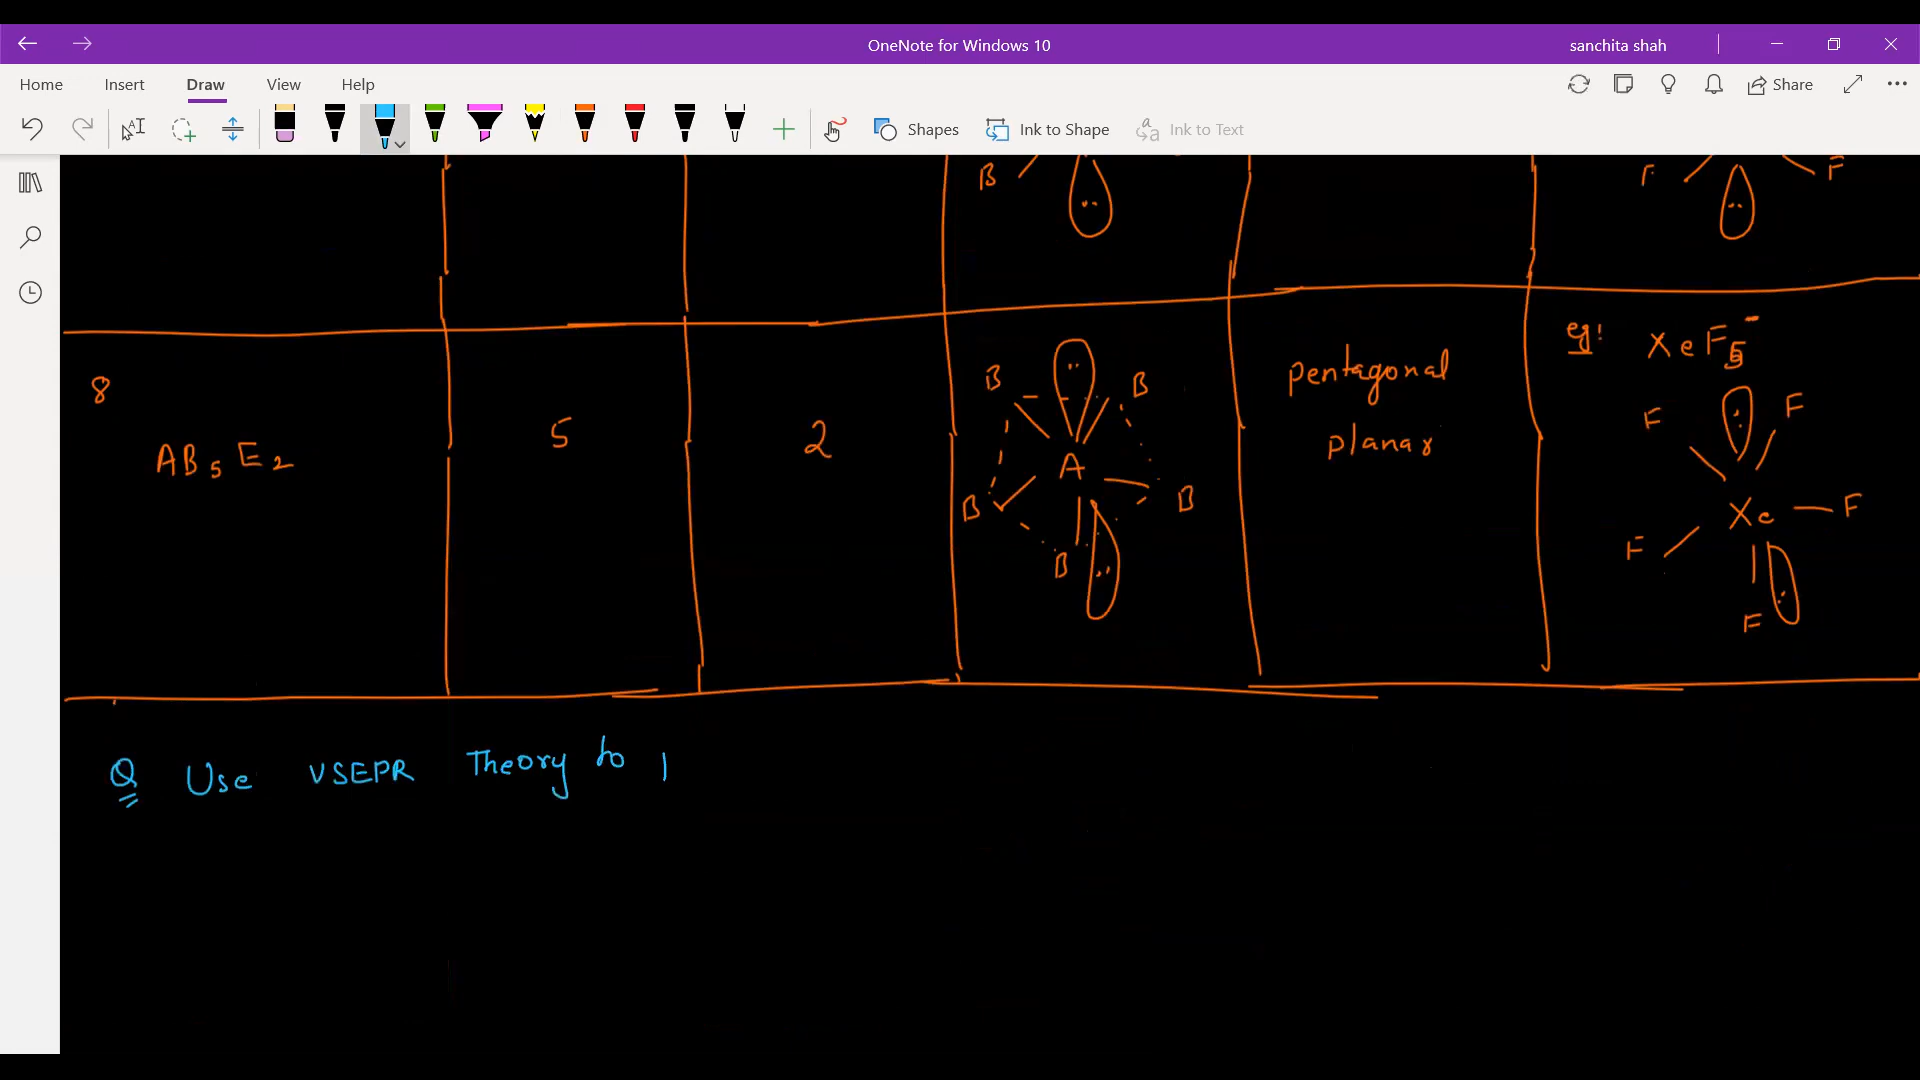 OneNote for Windows 10
sanchita shah
Home Insert Draw View Help
Share
Shapes Ink to Shape Ink to Text
B
F F
8
AB5E2
5
2
B B
A
B B
B
pentagonal
planar
eg: XeF5-
F F
Xe F
F
F
Q Use VSEPR Theory to